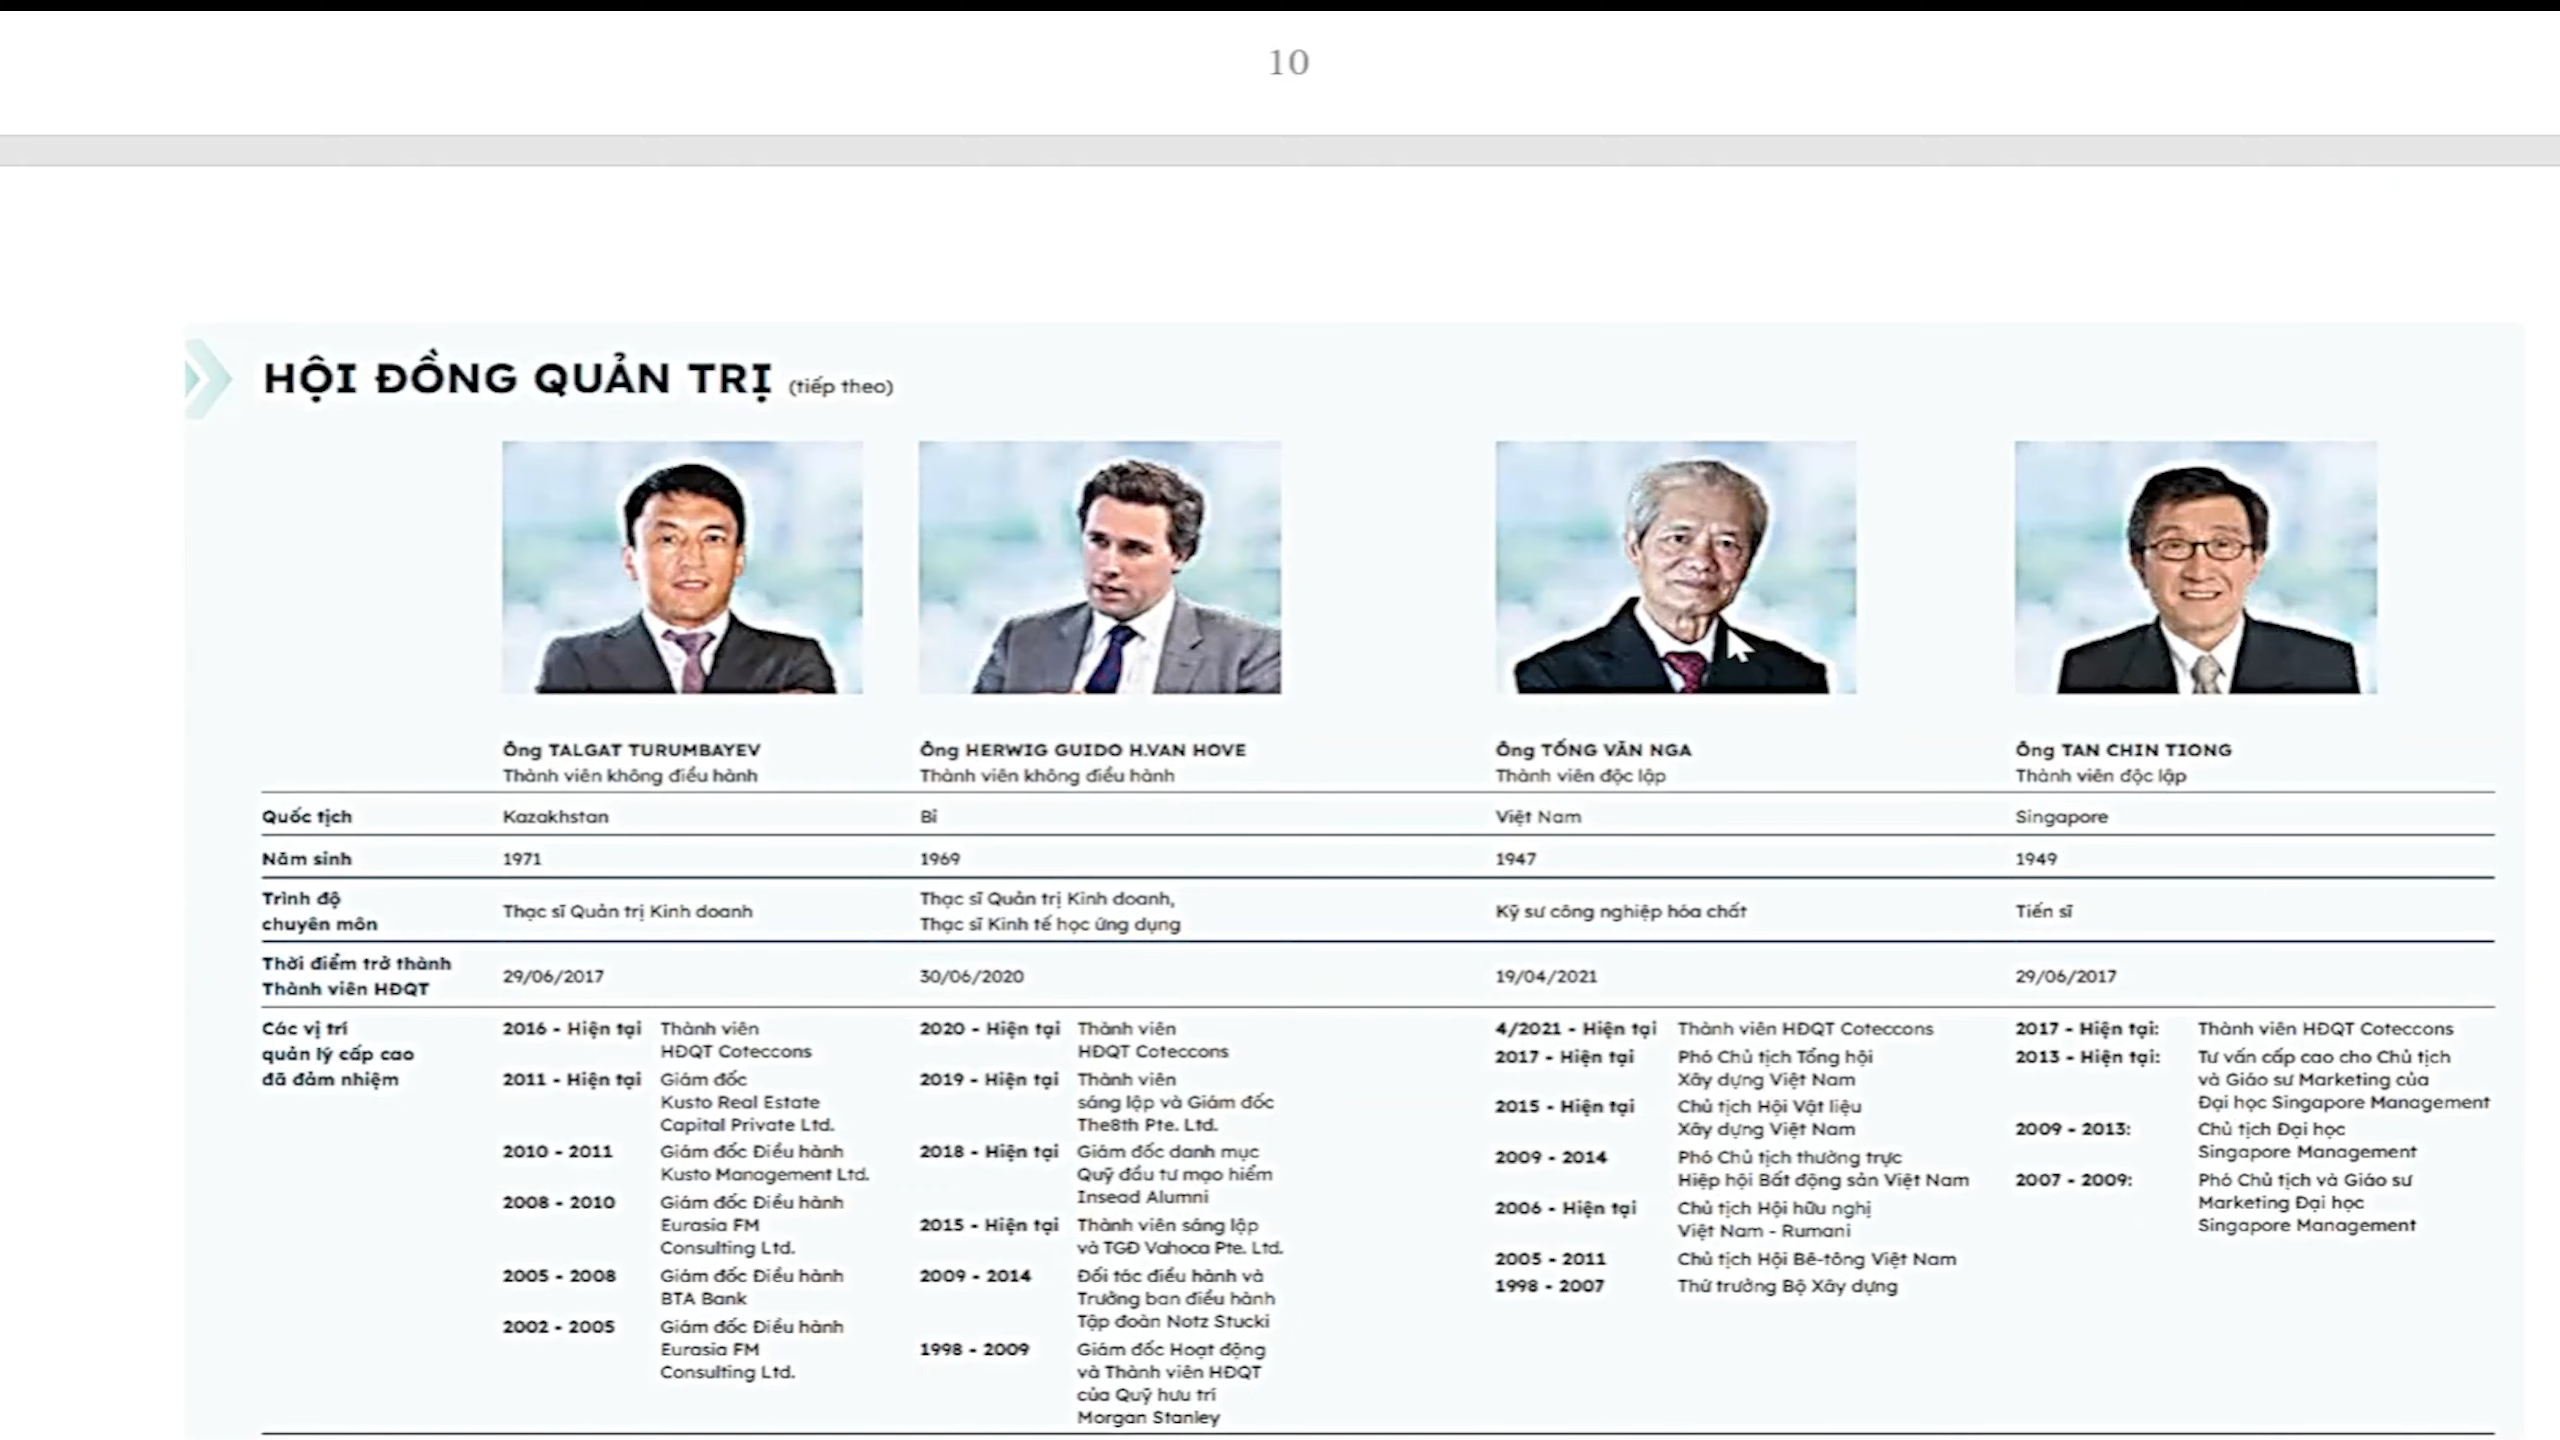 10
HỘI ĐỒNG QUẢN TRỊ (tiếp theo)
Ông TALGAT TURUMBAYEV
Thành viên không điều hành
Ông HERWIG GUIDO H.VAN HOVE
Thành viên không điều hành
Ông TỐNG VĂN NGA
Thành viên độc lập
Ông TAN CHIN TIONG
Thành viên độc lập
Quốc tịch
Kazakhstan
Bỉ
Việt Nam
Singapore
Năm sinh
1971
1969
1947
1949
Trình độ
chuyên môn
Thạc sĩ Quản trị Kinh doanh
Thạc sĩ Quản trị Kinh doanh,
Thạc sĩ Kinh tế học ứng dụng
Kỹ sư công nghiệp hóa chất
Tiến sĩ
Thời điểm trở thành
Thành viên HĐQT
29/06/2017
30/06/2020
19/04/2021
29/06/2017
Các vị trí
quản lý cấp cao
đã đảm nhiệm
2016 - Hiện tại Thành viên
HĐQT Coteccons
2011 - Hiện tại Giám đốc
Kusto Real Estate
Capital Private Ltd.
2010 - 2011 Giám đốc Điều hành
Kusto Management Ltd.
2008 - 2010 Giám đốc Điều hành
Eurasia FM
Consulting Ltd.
2005 - 2008 Giám đốc Điều hành
BTA Bank
2002 - 2005 Giám đốc Điều hành
Eurasia FM
Consulting Ltd.
2020 - Hiện tại Thành viên
HĐQT Coteccons
2019 - Hiện tại Thành viên
sáng lập và Giám đốc
The8th Pte. Ltd.
2018 - Hiện tại Giám đốc danh mục
Quỹ đầu tư mạo hiểm
Insead Alumni
2015 - Hiện tại Thành viên sáng lập
và TGĐ Vahoca Pte. Ltd.
2009 - 2014 Đối tác điều hành và
Trưởng ban điều hành
Tập đoàn Notz Stucki
1998 - 2009 Giám đốc Hoạt động
và Thành viên HĐQT
của Quỹ hưu trí
Morgan Stanley
4/2021 - Hiện tại Thành viên HĐQT Coteccons
2017 - Hiện tại Phó Chủ tịch Tổng hội
Xây dựng Việt Nam
2015 - Hiện tại Chủ tịch Hội Vật liệu
Xây dựng Việt Nam
2009 - 2014 Phó Chủ tịch thường trực
Hiệp hội Bất động sản Việt Nam
2006 - Hiện tại Chủ tịch Hội hữu nghị
Việt Nam - Rumani
2005 - 2011 Chủ tịch Hội Bê-tông Việt Nam
1998 - 2007 Thứ trưởng Bộ Xây dựng
2017 - Hiện tại: Thành viên HĐQT Coteccons
2013 - Hiện tại: Tư vấn cấp cao cho Chủ tịch
và Giáo sư Marketing của
Đại học Singapore Management
2009 - 2013: Chủ tịch Đại học
Singapore Management
2007 - 2009: Phó Chủ tịch và Giáo sư
Marketing Đại học
Singapore Management